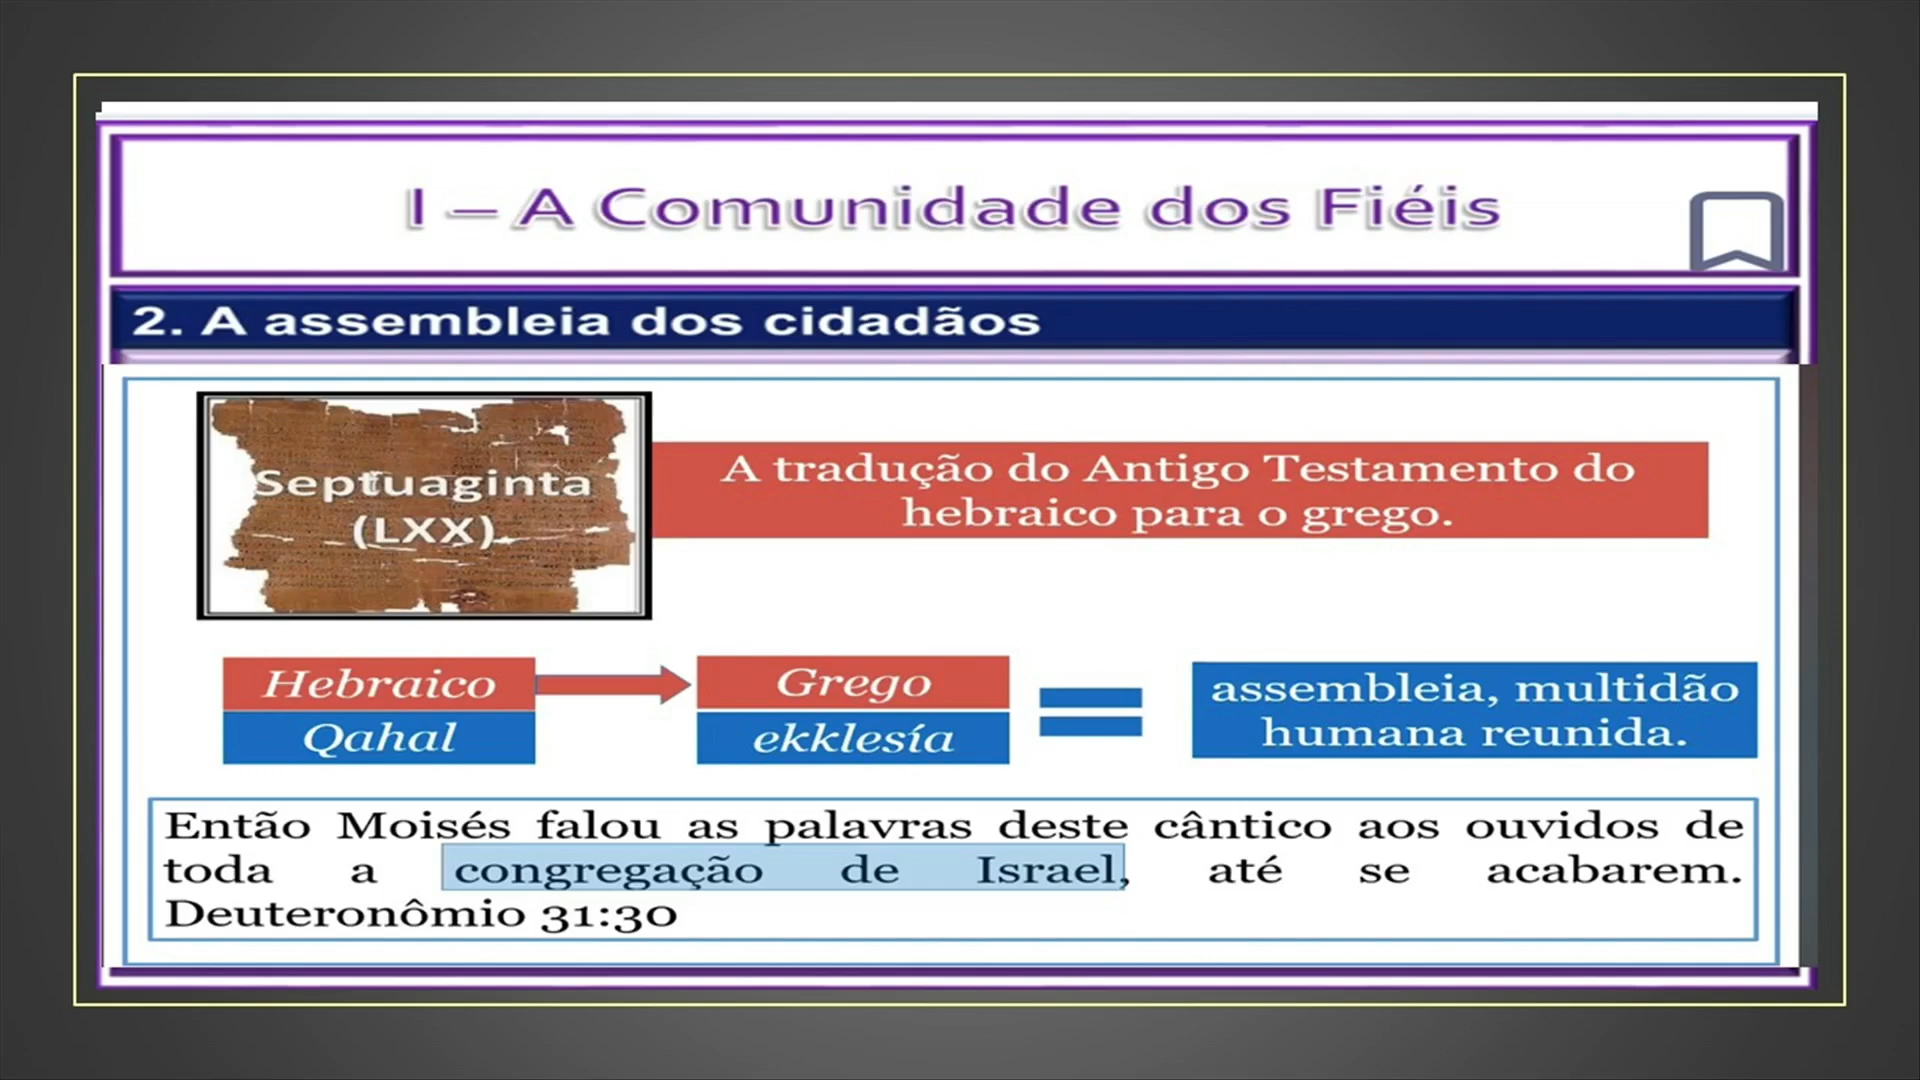 I – A Comunidade dos Fiéis
2. A assembleia dos cidadãos
Septuaginta
(LXX)
A tradução do Antigo Testamento do
hebraico para o grego.
Hebraico
Qahal
Grego
ekklesía
assembleia, multidão
humana reunida.
Então Moisés falou as palavras deste cântico aos ouvidos de
toda a congregação de Israel, até se acabarem.
Deuteronômio 31:30